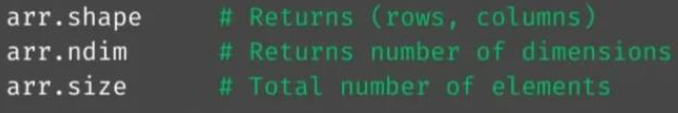 arr.shape # Returns (rows, columns)
arr.ndim # Returns number of dimensions
arr.size # Total number of elements